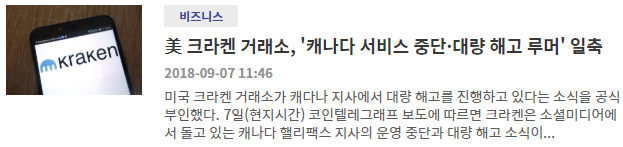 비즈니스
kraken
美 크라켄 거래소, '캐나다 서비스 중단·대량 해고 루머' 일축
2018-09-07 11:46
미국 크라켄 거래소가 캐다나 지사에서 대량 해고를 진행하고 있다는 소식을 공식
부인했다. 7일(현지시간) 코인텔레그래프 보도에 따르면 크라켄은 소셜미디어에
서 돌고 있는 캐나다 핼리팩스 지사의 운영 중단과 대량 해고 소식이...